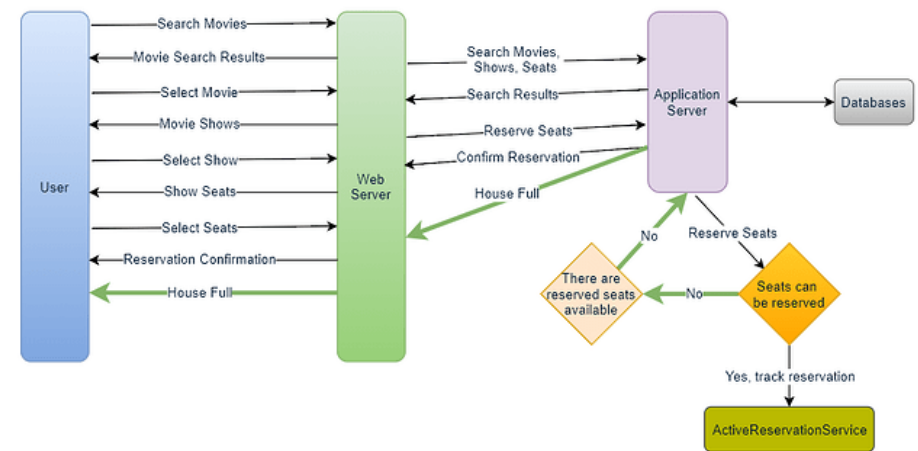 Search Movies
Movie Search Results
Select Movie
Movie Shows
Select Show
Show Seats
Select Seats
Reservation Confirmation
House Full
User
Web
Server
Search Movies,
Shows, Seats
Search Results
Reserve Seats
Confirm Reservation
House Full
Application
Server
Databases
Reserve Seats
No
There are
reserved seats
available
No
Seats can
be reserved
Yes, track reservation
ActiveReservationService